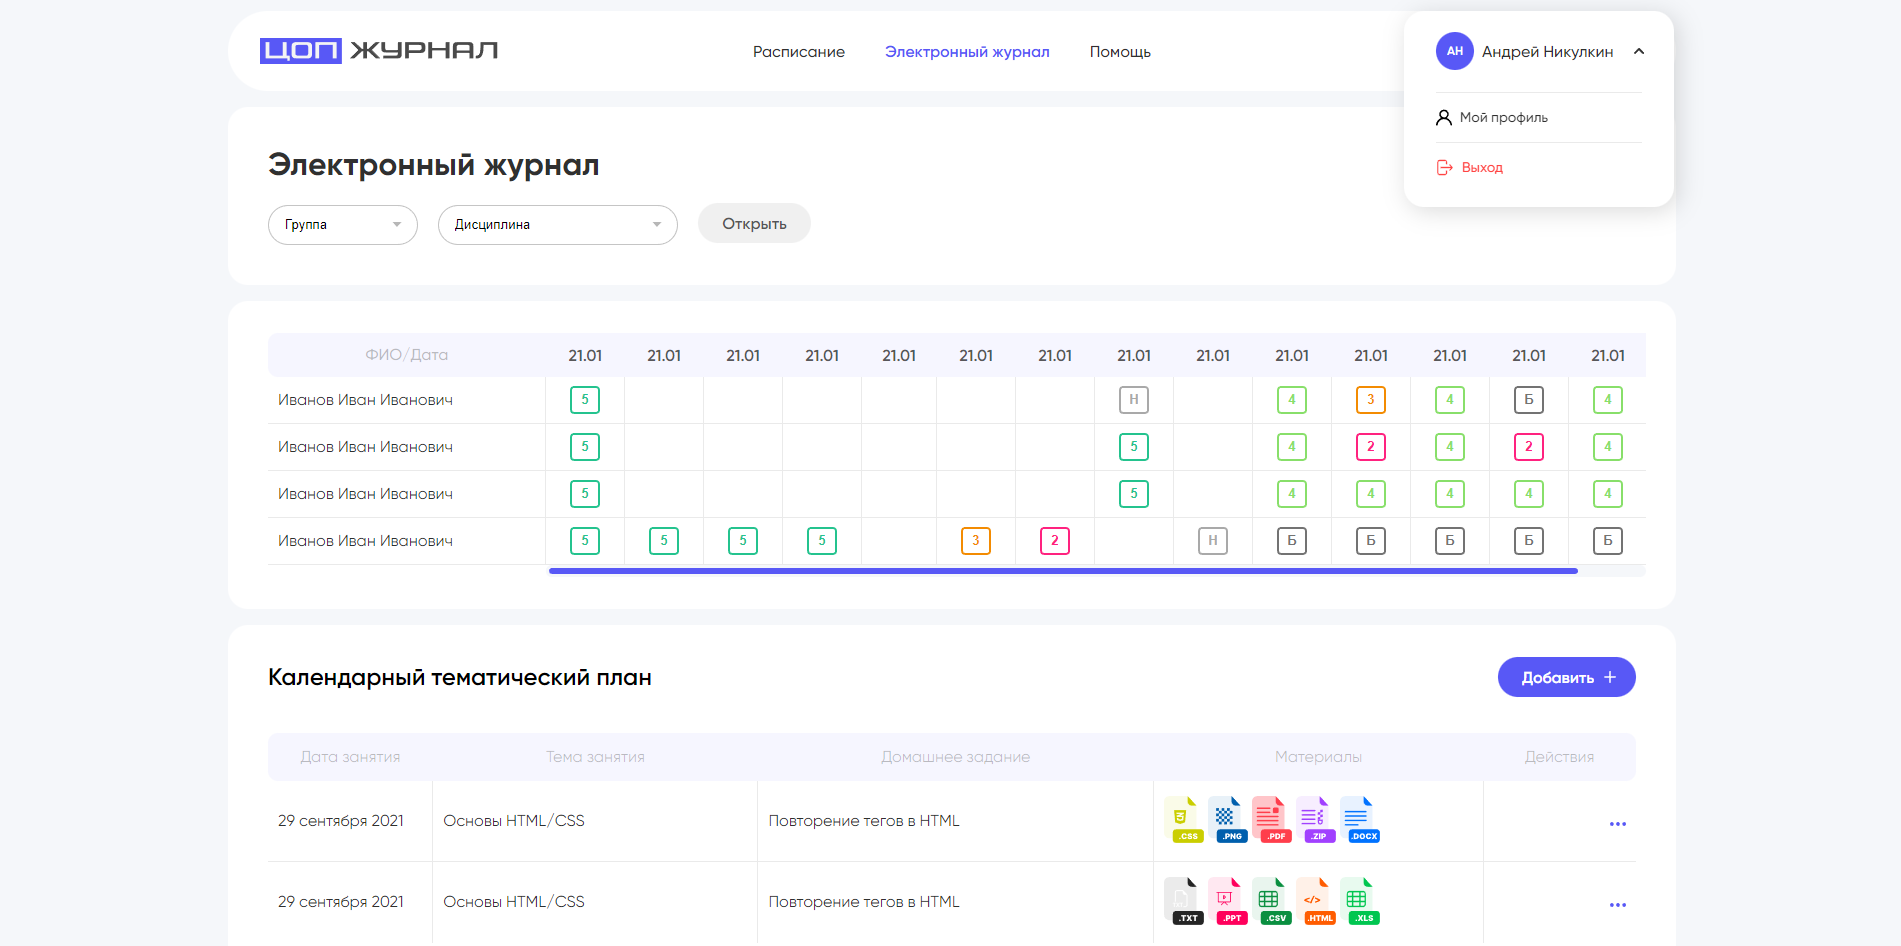 ЦОП ЖУРНАЛ
Расписание Электронный журнал Помощь
АН Андрей Никулкин
Мой профиль
Выход
Электронный журнал
Группа Дисциплина Открыть
ФИО/Дата 21.01 21.01 21.01 21.01 21.01 21.01 21.01 21.01 21.01 21.01 21.01 21.01 21.01 21.01
Иванов Иван Иванович 5 Н 4 3 4 Б 4
Иванов Иван Иванович 5 5 4 2 4 2 4
Иванов Иван Иванович 5 5 4 4 4 4 4
Иванов Иван Иванович 5 5 5 5 3 2 Н Б Б Б Б Б
Календарный тематический план
Добавить +
Дата занятия Тема занятия Домашнее задание Материалы Действия
29 сентября 2021 Основы HTML/CSS Повторение тегов в HTML .CSS .PNG .PDF .ZIP .DOCX
29 сентября 2021 Основы HTML/CSS Повторение тегов в HTML .TXT .PPT .CSV .HTML .XLS